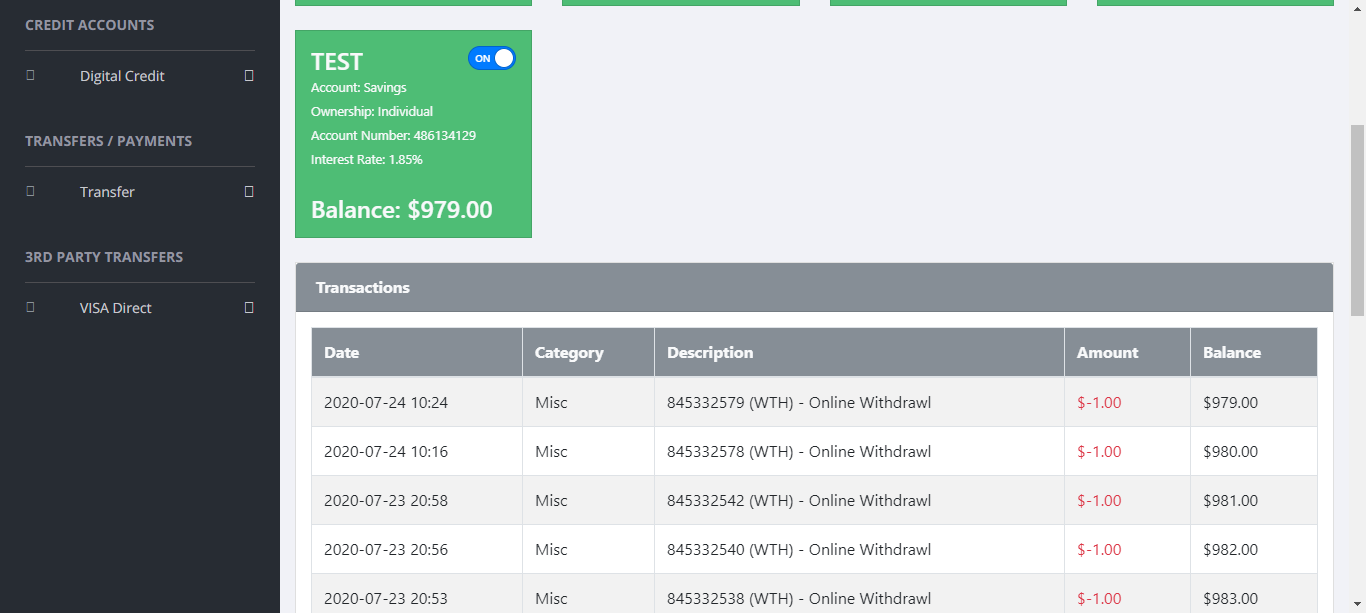 CREDIT ACCOUNTS
Digital Credit
TRANSFERS / PAYMENTS
Transfer
3RD PARTY TRANSFERS
VISA Direct
TEST
ON
Account: Savings
Ownership: Individual
Account Number: 486134129
Interest Rate: 1.85%
Balance: $979.00
Transactions
Date Category Description Amount Balance
2020-07-24 10:24 Misc 845332579 (WTH) - Online Withdrawl $-1.00 $979.00
2020-07-24 10:16 Misc 845332578 (WTH) - Online Withdrawl $-1.00 $980.00
2020-07-23 20:58 Misc 845332542 (WTH) - Online Withdrawl $-1.00 $981.00
2020-07-23 20:56 Misc 845332540 (WTH) - Online Withdrawl $-1.00 $982.00
2020-07-23 20:53 Misc 845332538 (WTH) - Online Withdrawl $-1.00 $983.00